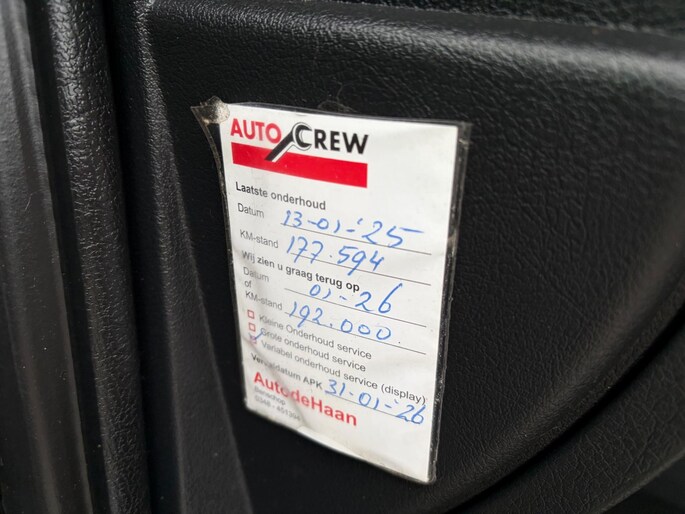 AUTO CREW
Laatste onderhoud
Datum 13-01-'25
KM-stand 177.594
Wij zien u graag terug op
Datum 01-'26
of
KM-stand 192.000.
Kleine Onderhoud service
Grote onderhoud service
Variabel onderhoud service (display)
Vervaldatum APK 31-01-'26
AutodeHaan
Benschop